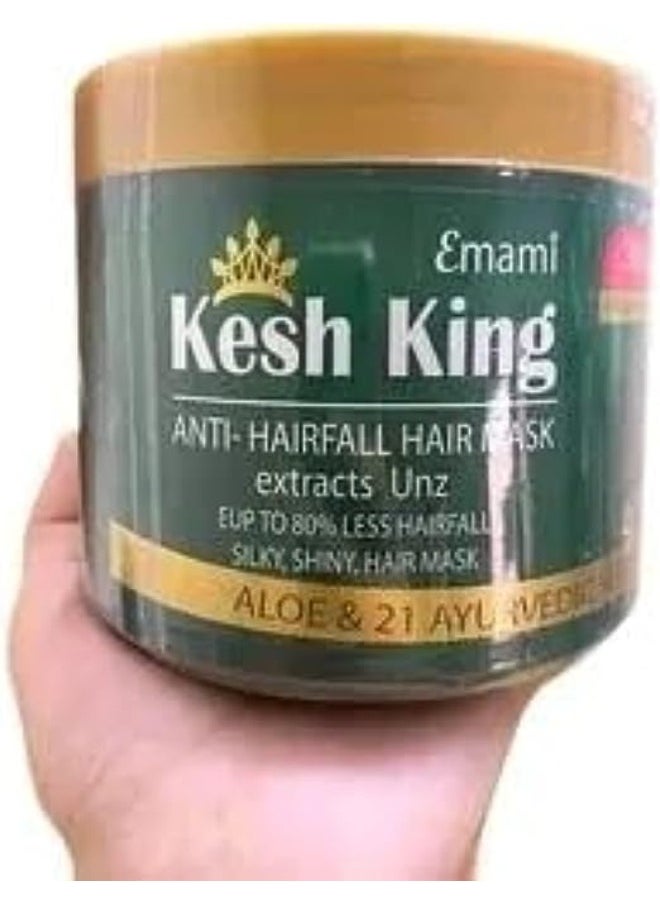 Emami
Kesh King
ANTI- HAIRFALL HAIR MASK
extracts Unz
EUP TO 80% LESS HAIRFALL
SILKY, SHINY, HAIR MASK
ALOE & 21